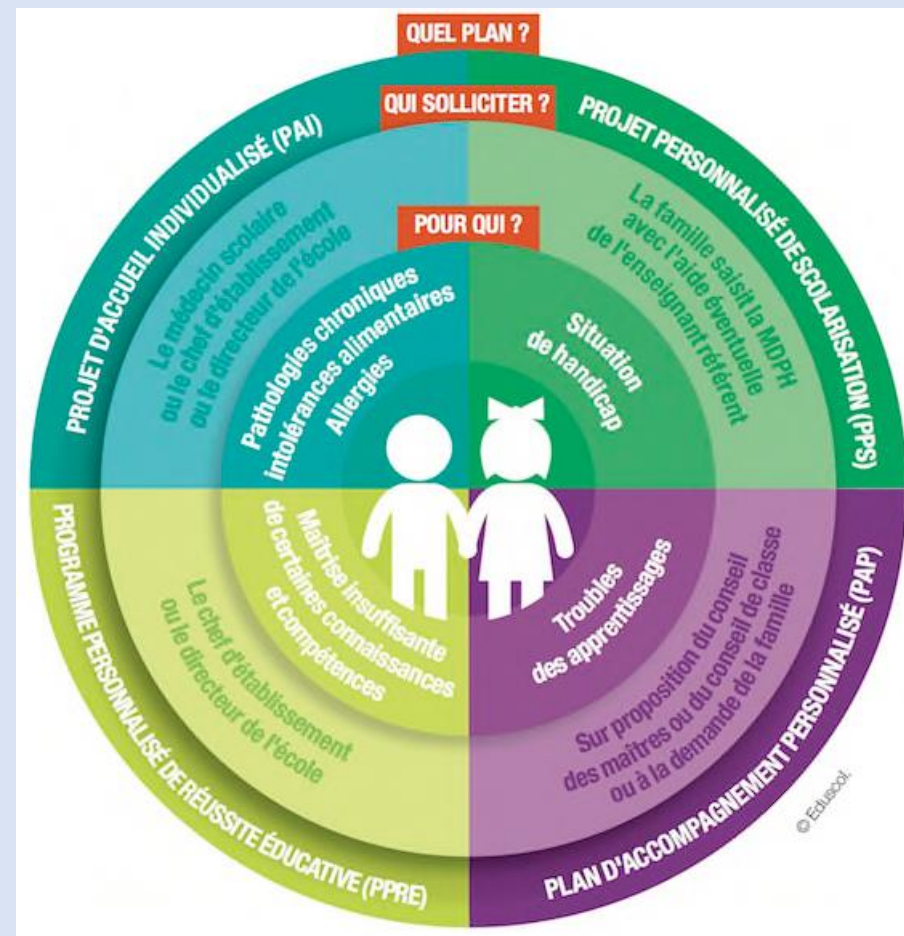 QUEL PLAN ?
QUI SOLLICITER ?
POUR QUI ?
PROJET D'ACCUEIL INDIVIDUALISÉ (PAI)
Le médecin scolaire
ou le chef d'établissement
ou le directeur de l'école
Pathologies chroniques
intolérances alimentaires
Allergies
PROJET PERSONNALISÉ DE SCOLARISATION (PPS)
La famille saisit la MDPH
avec l'aide éventuelle
de l'enseignant référent
Situation
de handicap
PROGRAMME PERSONNALISÉ DE RÉUSSITE ÉDUCATIVE (PPRE)
Le chef d'établissement
ou le directeur de l'école
Maîtrise insuffisante
de certaines connaissances
et compétences
PLAN D'ACCOMPAGNEMENT PERSONNALISÉ (PAP)
Sur proposition du conseil
des maîtres ou du conseil de classe
ou à la demande de la famille
Troubles
des apprentissages
© Eduscol.